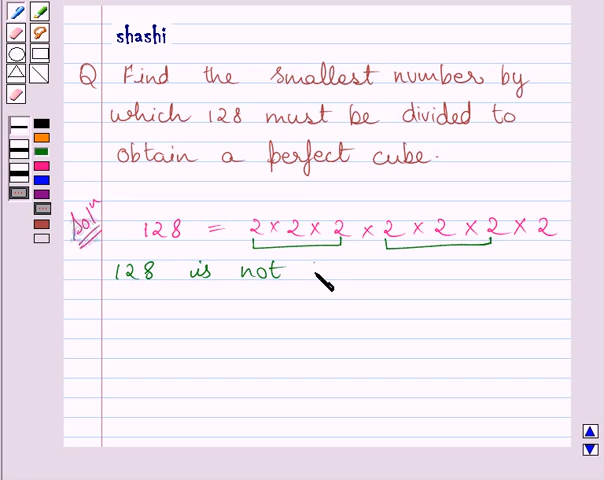 shashi
Q Find the smallest number by
which 128 must be divided to
obtain a perfect cube.
Solⁿ 128 = 2 × 2 × 2 × 2 × 2 × 2 × 2
128 is not